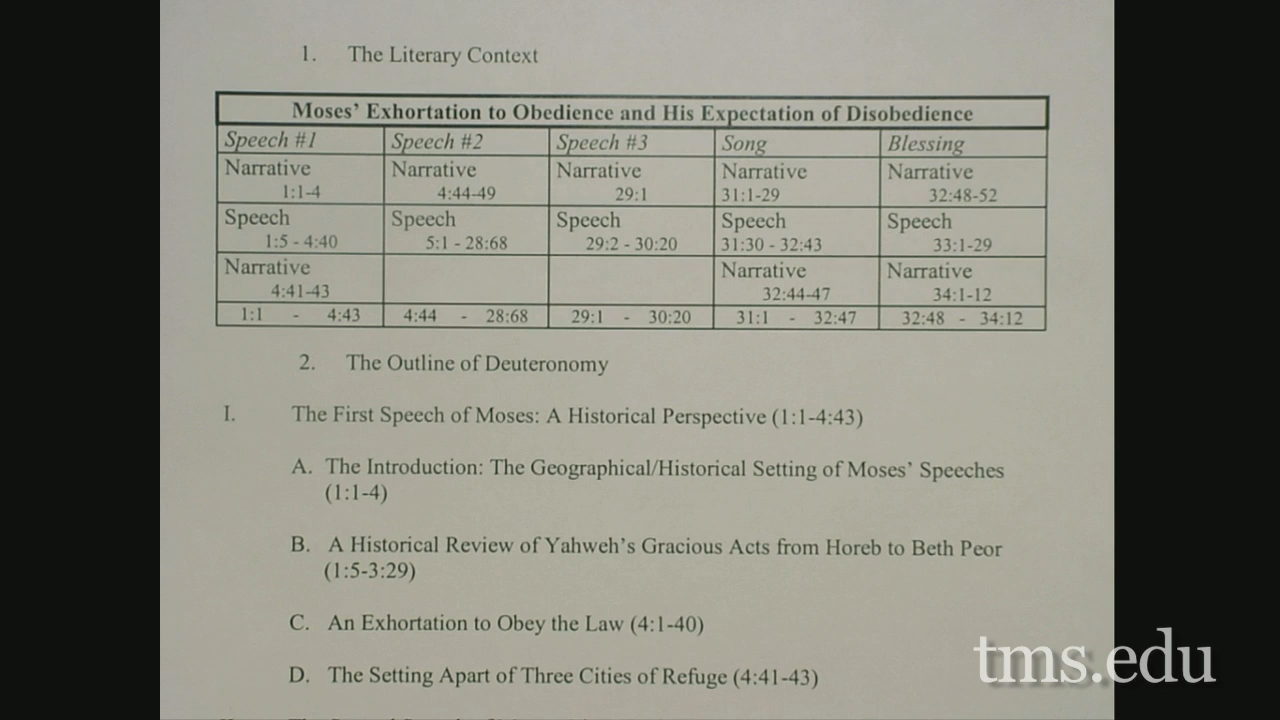 1. The Literary Context
Moses’ Exhortation to Obedience and His Expectation of Disobedience
Speech #1 Speech #2 Speech #3 Song Blessing
Narrative Narrative Narrative Narrative Narrative
1:1-4 4:44-49 29:1 31:1-29 32:48-52
Speech Speech Speech Speech Speech
1:5 - 4:40 5:1 - 28:68 29:2 - 30:20 31:30 - 32:43 33:1-29
Narrative Narrative Narrative
4:41-43 32:44-47 34:1-12
1:1 - 4:43 4:44 - 28:68 29:1 - 30:20 31:1 - 32:47 32:48 - 34:12
2. The Outline of Deuteronomy
I. The First Speech of Moses: A Historical Perspective (1:1-4:43)
A. The Introduction: The Geographical/Historical Setting of Moses’ Speeches
(1:1-4)
B. A Historical Review of Yahweh’s Gracious Acts from Horeb to Beth Peor
(1:5-3:29)
C. An Exhortation to Obey the Law (4:1-40)
D. The Setting Apart of Three Cities of Refuge (4:41-43)
tms.edu